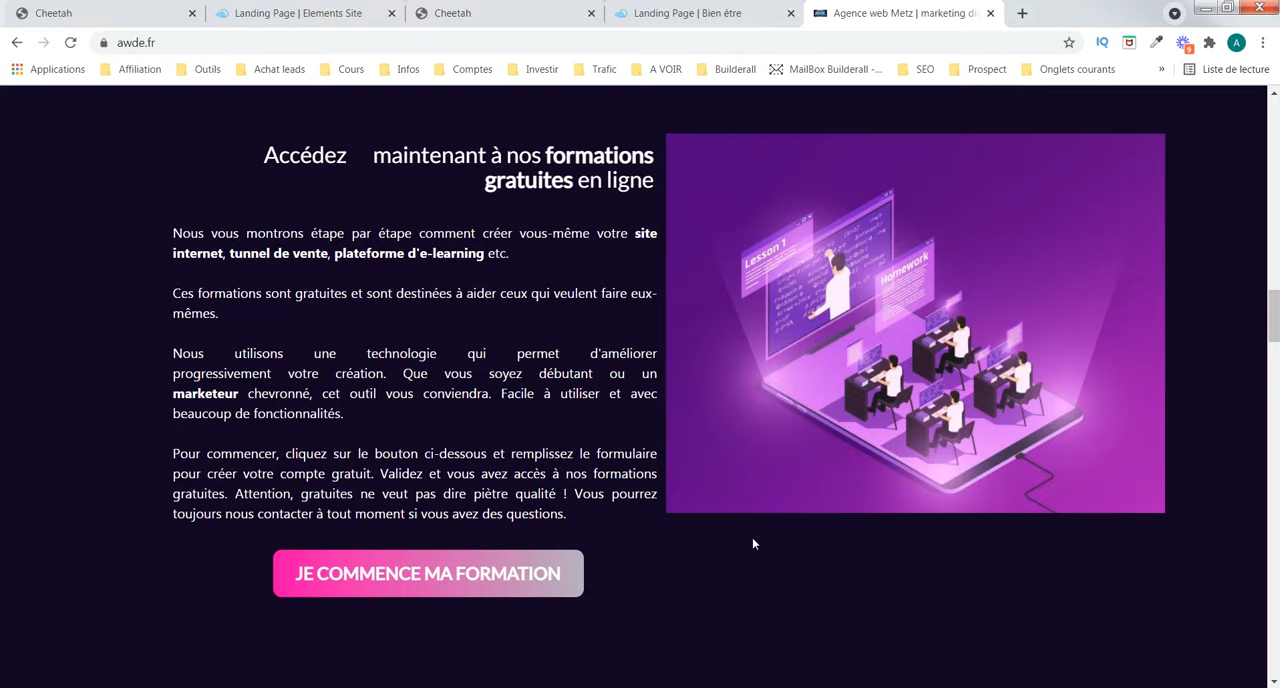 Cheetah
Landing Page | Elements Site
Cheetah
Landing Page | Bien être
Agence web Metz | marketing di
awde.fr
IQ
9
A
Applications
Affiliation
Outils
Achat leads
Cours
Infos
Comptes
Investir
Trafic
A VOIR
Builderall
MailBox Builderall -...
SEO
Prospect
Onglets courants
»
Liste de lecture
Accédez maintenant à nos formations
gratuites en ligne
Nous vous montrons étape par étape comment créer vous-même votre site
internet, tunnel de vente, plateforme d'e-learning etc.
Ces formations sont gratuites et sont destinées à aider ceux qui veulent faire eux-
mêmes.
Nous utilisons une technologie qui permet d'améliorer
progressivement votre création. Que vous soyez débutant ou un
marketeur chevronné, cet outil vous conviendra. Facile à utiliser et avec
beaucoup de fonctionnalités.
Pour commencer, cliquez sur le bouton ci-dessous et remplissez le formulaire
pour créer votre compte gratuit. Validez et vous avez accès à nos formations
gratuites. Attention, gratuites ne veut pas dire piètre qualité ! Vous pourrez
toujours nous contacter à tout moment si vous avez des questions.
JE COMMENCE MA FORMATION
Lesson 1
Homework